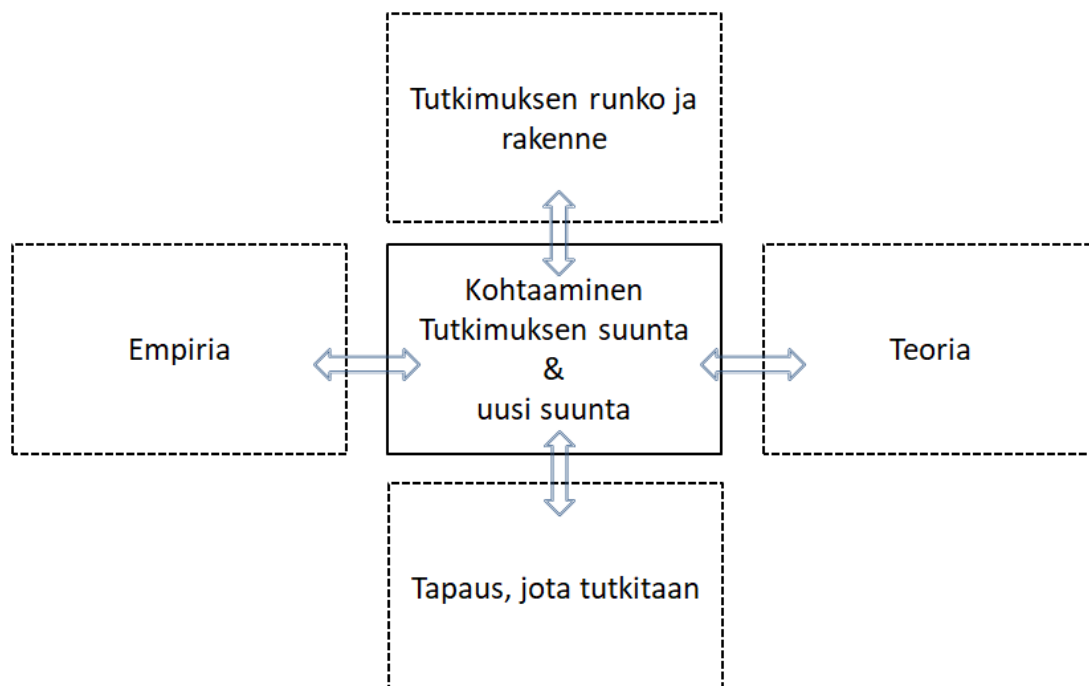 Tutkimuksen runko ja
rakenne
Empiria
Kohtaaminen
Tutkimuksen suunta
&
uusi suunta
Teoria
Tapaus, jota tutkitaan